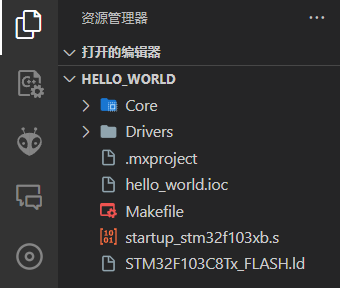 资源管理器
打开的编辑器
HELLO_WORLD
Core
Drivers
.mxproject
hello_world.ioc
Makefile
startup_stm32f103xb.s
STM32F103C8Tx_FLASH.ld